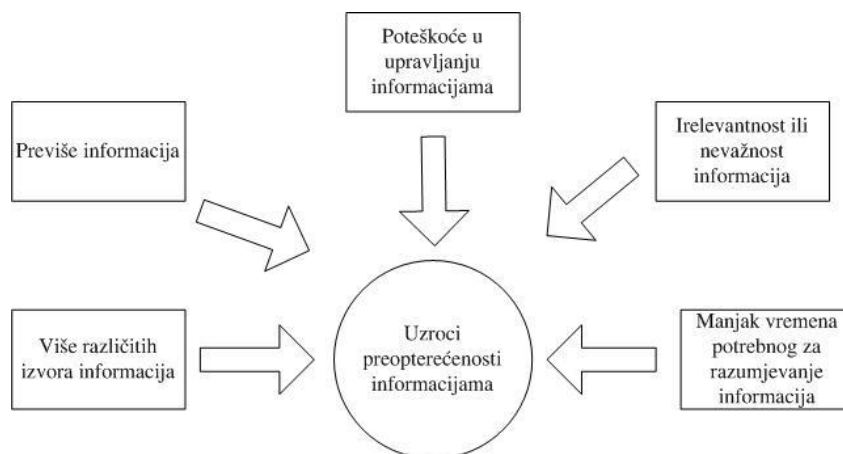 Poteškoće u
upravljanju
informacijama
Previše informacija
Irelevantnost ili
nevažnost
informacija
Više različitih
izvora informacija
Uzroci
preopterećenosti
informacijama
Manjak vremena
potrebnog za
razumjevanje
informacija